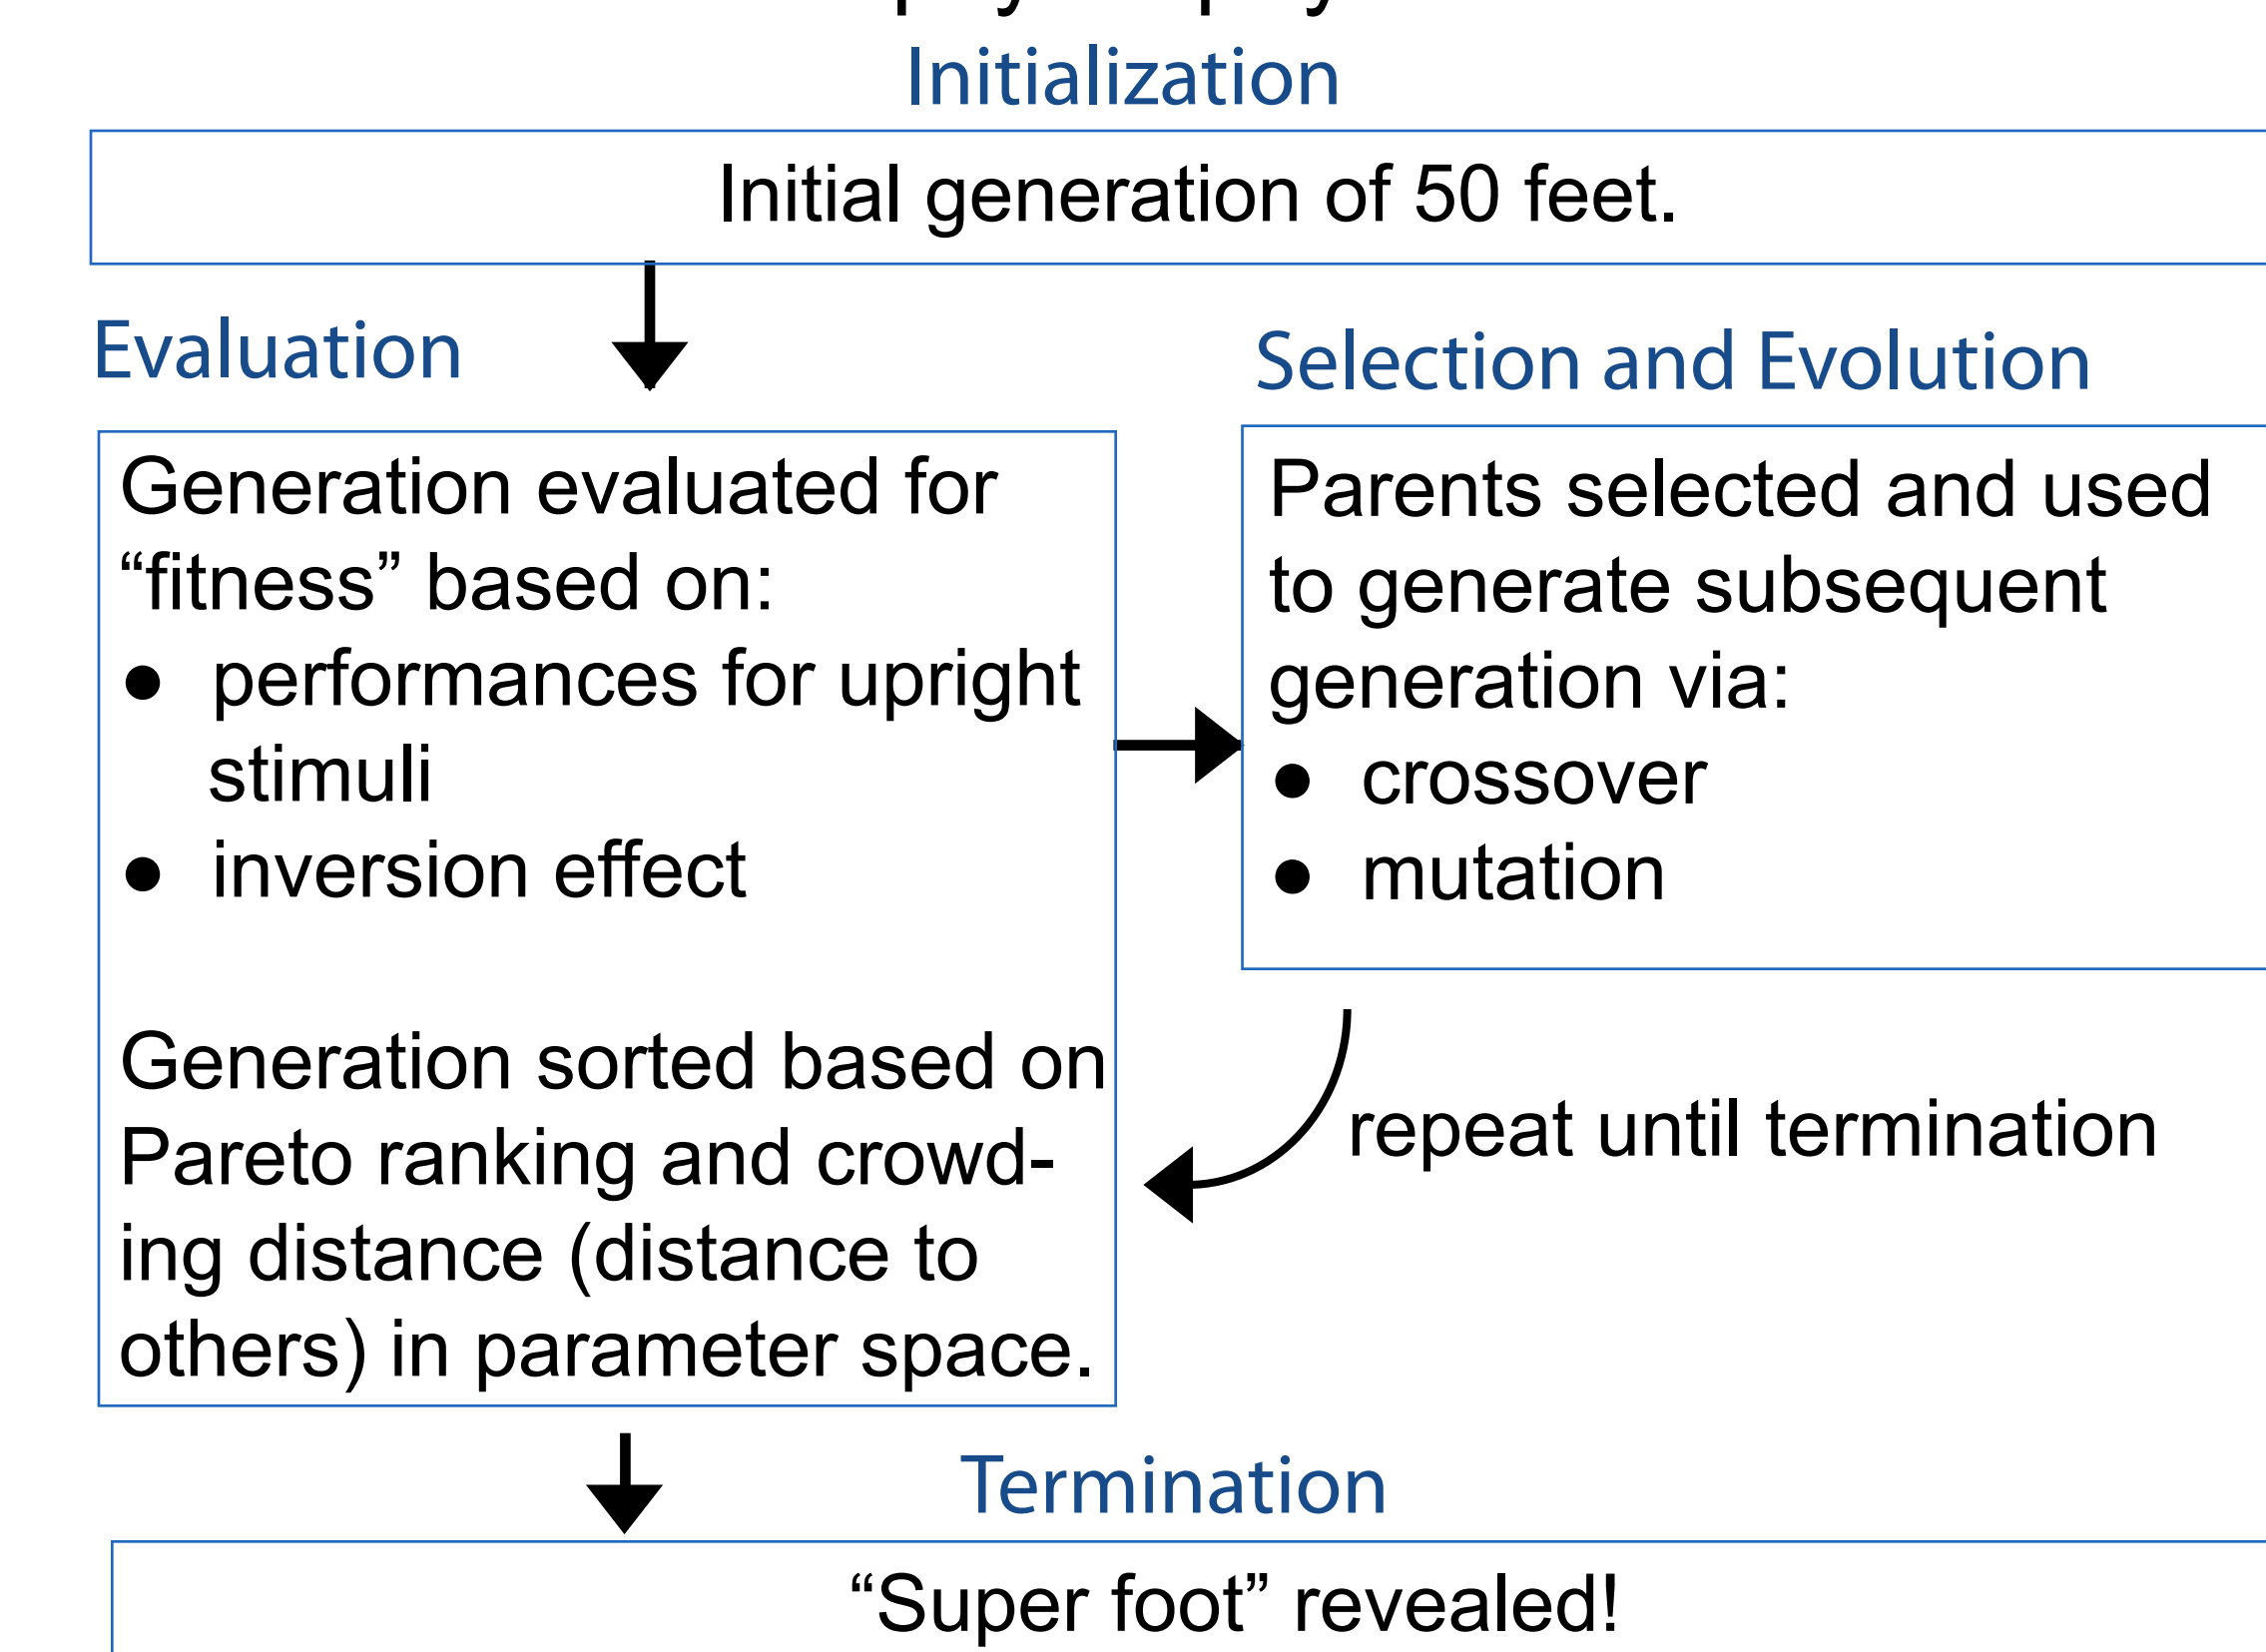 Initialization
Initial generation of 50 feet.
Evaluation
Selection and Evolution
Generation evaluated for
“fitness” based on:
● performances for upright
stimuli
● inversion effect
Generation sorted based on
Pareto ranking and crowd-
ing distance (distance to
others) in parameter space.
Parents selected and used
to generate subsequent
generation via:
● crossover
● mutation
repeat until termination
Termination
“Super foot” revealed!